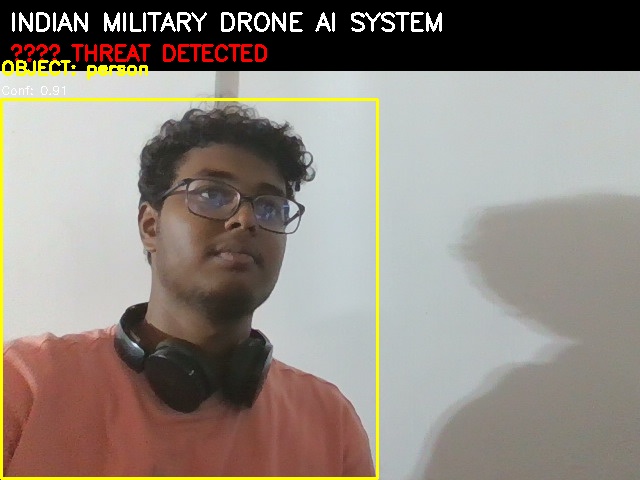 INDIAN MILITARY DRONE AI SYSTEM
???? THREAT DETECTED
OBJECT: person
Conf: 0.91